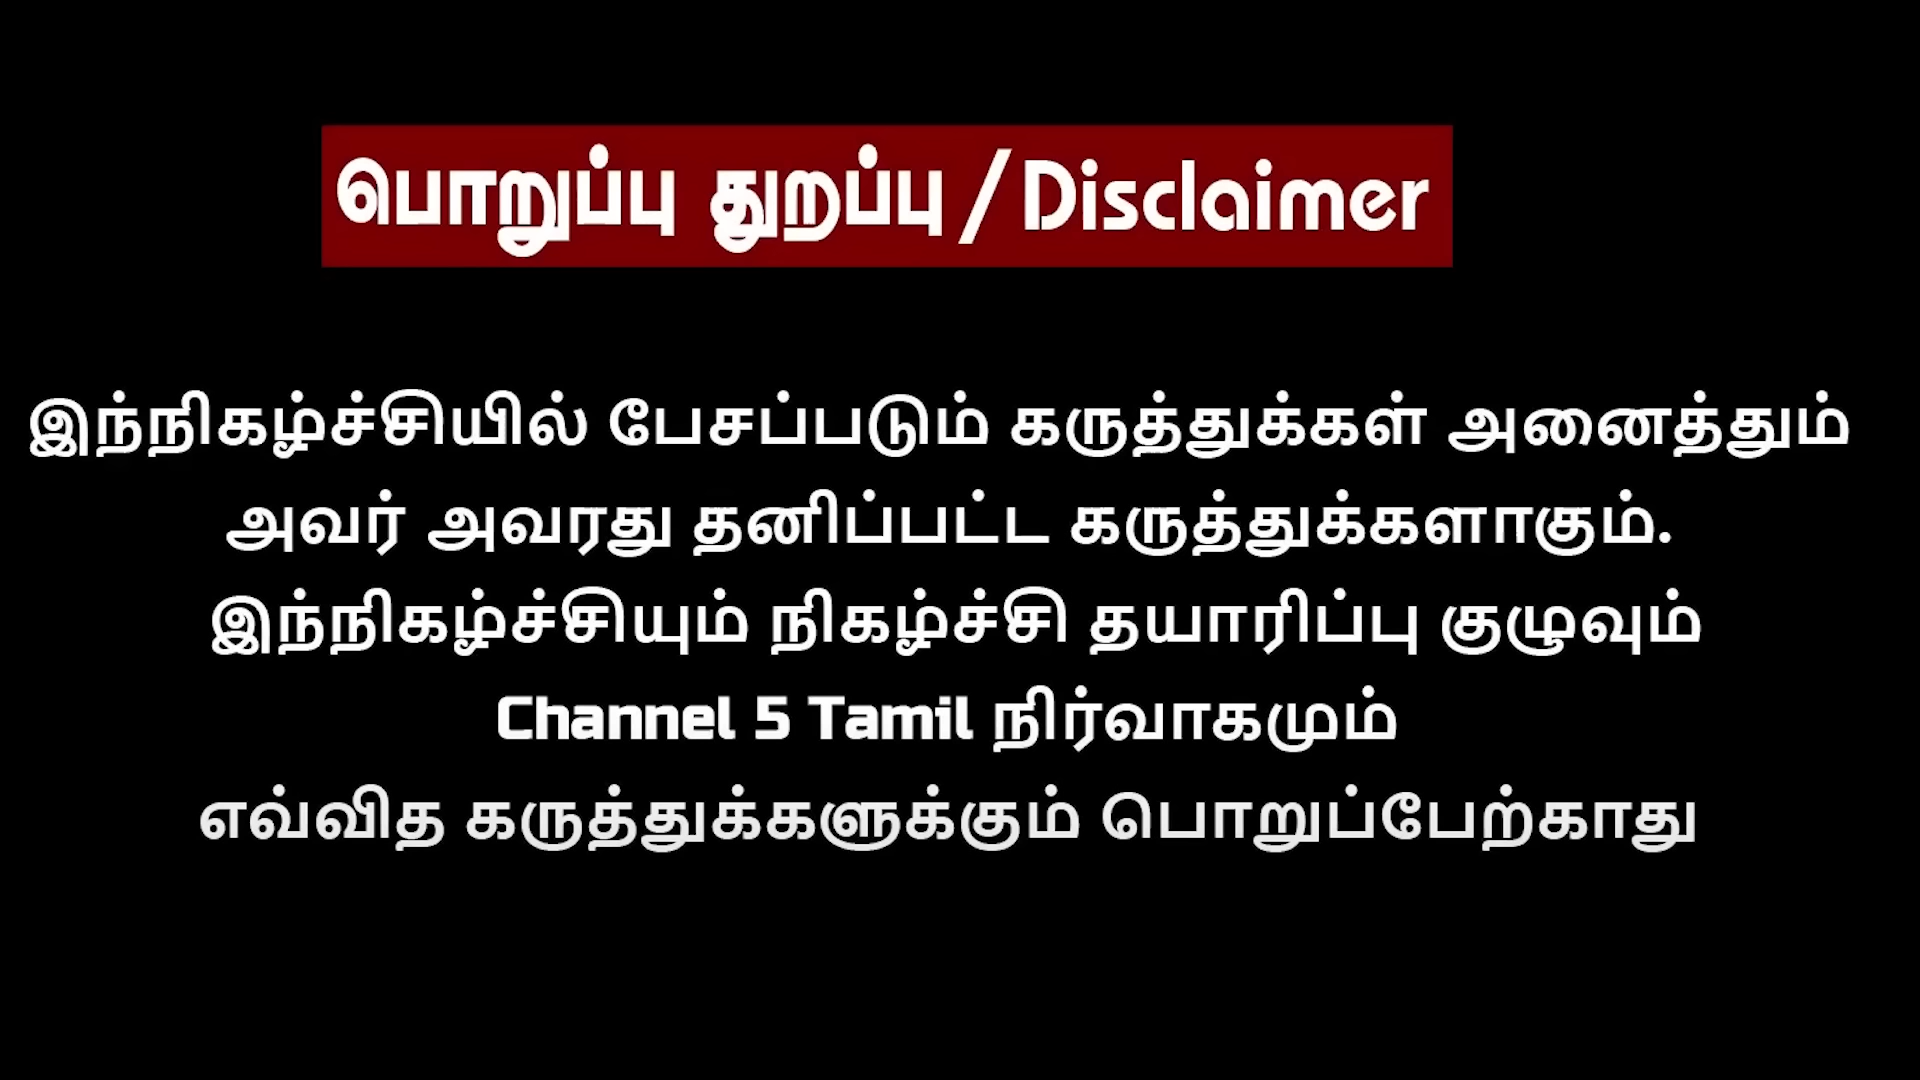 பொறுப்பு துறப்பு / Disclaimer
இந்நிகழ்ச்சியில் பேசப்படும் கருத்துக்கள் அனைத்தும்
அவர் அவரது தனிப்பட்ட கருத்துக்களாகும்.
இந்நிகழ்ச்சியும் நிகழ்ச்சி தயாரிப்பு குழுவும்
Channel 5 Tamil நிர்வாகமும்
எவ்வித கருத்துக்களுக்கும் பொறுப்பேற்காது